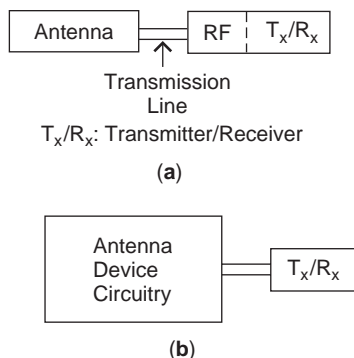 Antenna RF Tₓ/Rₓ
Transmission
Line
Tₓ/Rₓ: Transmitter/Receiver
(a)
Antenna
Device
Circuitry
Tₓ/Rₓ
(b)